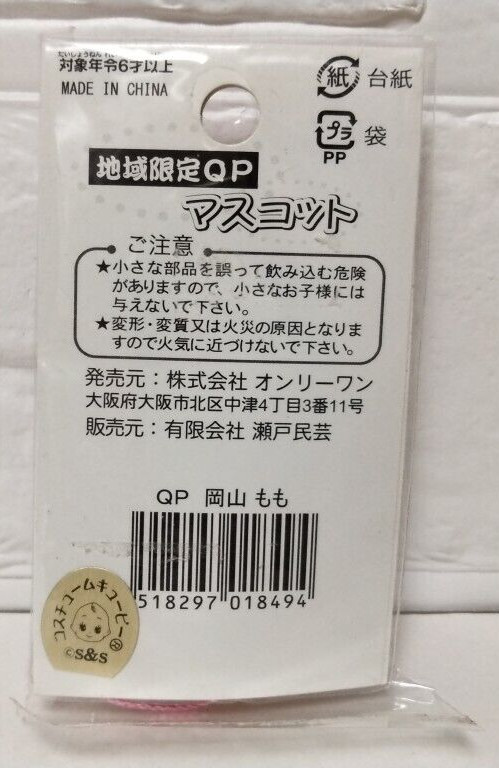 対象年令6才以上
MADE IN CHINA
紙 台紙
プラ 袋
PP
地域限定QP
マスコット
ご注意
★小さな部品を誤って飲み込む危険
がありますので、小さなお子様には
与えないで下さい。
★変形・変質又は火災の原因となりま
すので火気に近づけないで下さい。
発売元：株式会社 オンリーワン
大阪府大阪市北区中津4丁目3番11号
販売元：有限会社 瀬戸民芸
QP 岡山 もも
518297 018494
コスチュームキューピー®
©S&S